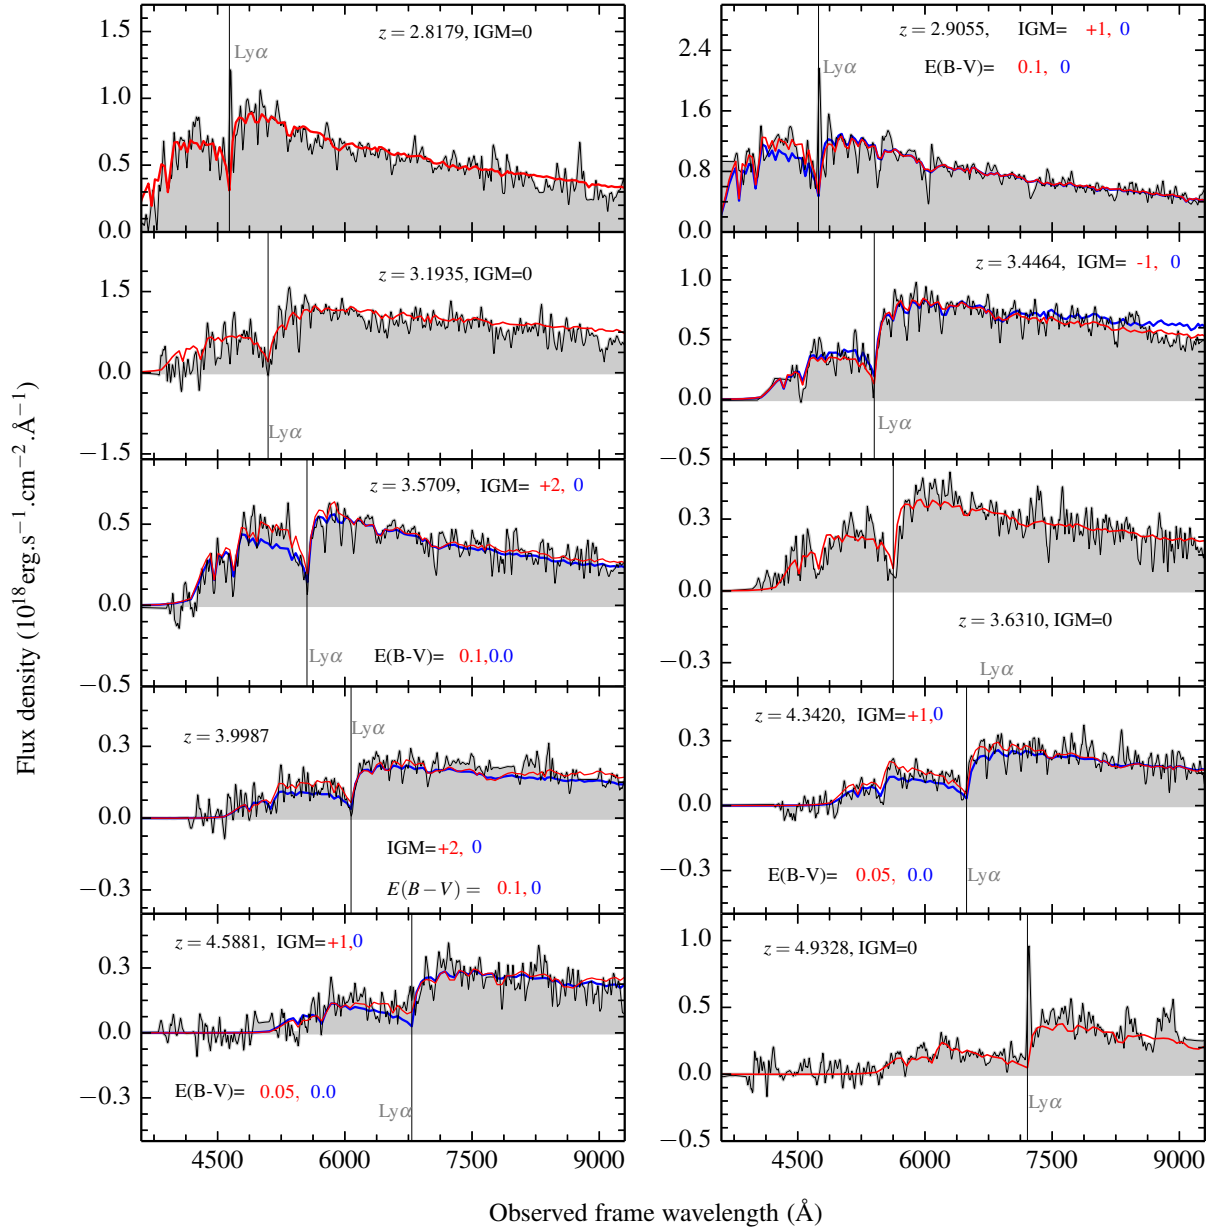 z = 2.8179, IGM=0
Lyα
1.5
1.0
0.5
0.0
z = 2.9055, IGM= +1, 0
E(B-V)= 0.1, 0
Lyα
2.4
1.6
0.8
0.0
z = 3.1935, IGM=0
Lyα
1.5
0.0
−1.5
z = 3.4464, IGM= -1, 0
Lyα
1.0
0.5
0.0
−0.5
z = 3.5709, IGM= +2, 0
Lyα
E(B-V)= 0.1,0.0
0.5
0.0
−0.5
z = 3.6310, IGM=0
Lyα
0.3
0.0
−0.3
z = 3.9987
Lyα
IGM=+2, 0
E(B−V) = 0.1, 0
0.3
0.0
−0.3
z = 4.3420, IGM=+1,0
E(B-V)= 0.05, 0.0
Lyα
0.3
0.0
−0.3
z = 4.5881, IGM=+1,0
E(B-V)= 0.05, 0.0
Lyα
0.3
0.0
−0.3
z = 4.9328, IGM=0
Lyα
1.0
0.5
0.0
−0.5
4500 6000 7500 9000
4500 6000 7500 9000
Flux density (10¹⁸erg.s⁻¹.cm⁻².Å⁻¹)
Observed frame wavelength (Å)